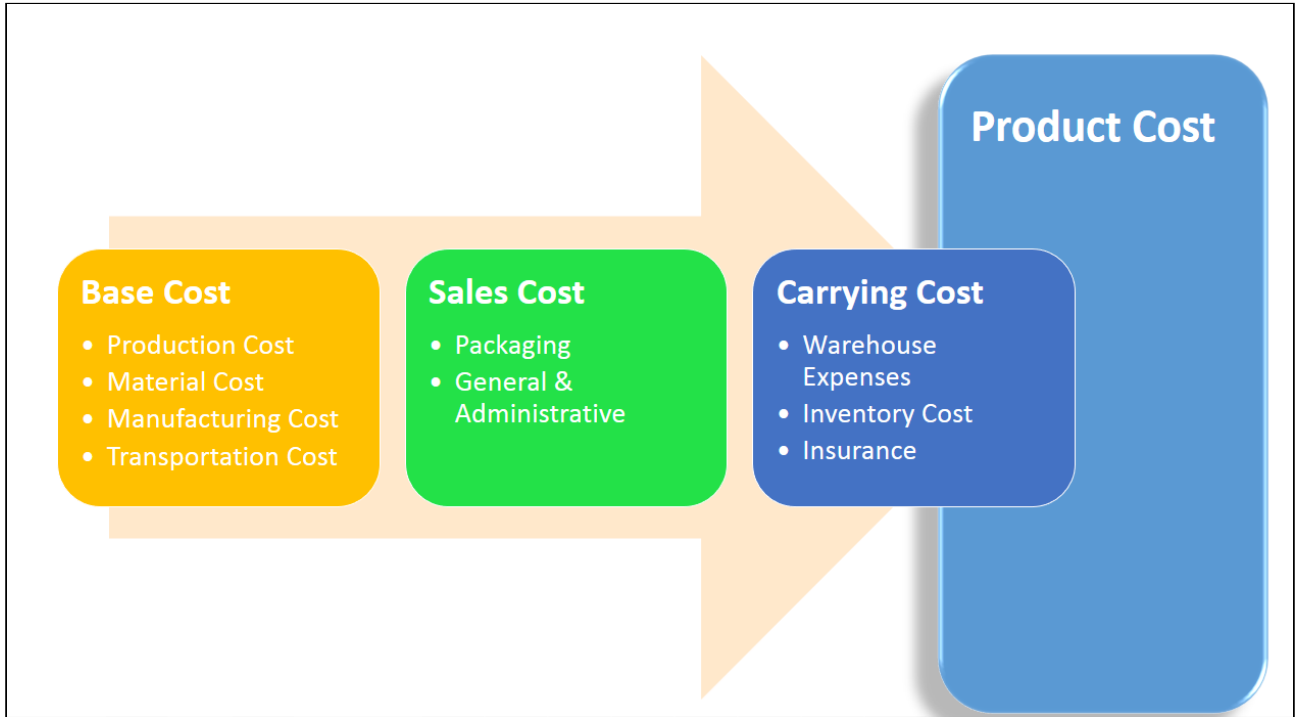 Product Cost
Base Cost
• Production Cost
• Material Cost
• Manufacturing Cost
• Transportation Cost
Sales Cost
• Packaging
• General &
Administrative
Carrying Cost
• Warehouse
Expenses
• Inventory Cost
• Insurance